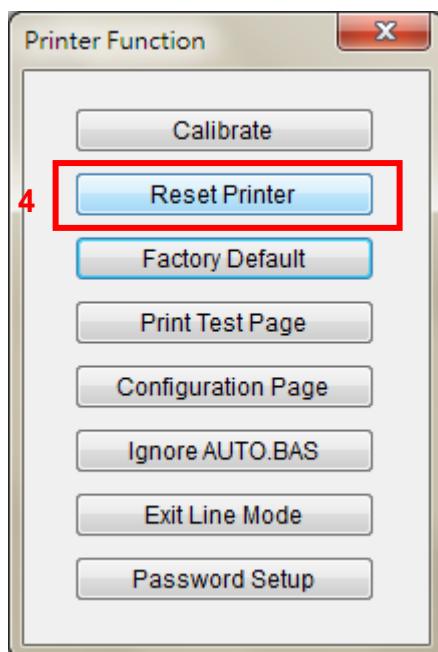 Printer Function
Calibrate
4
Reset Printer
Factory Default
Print Test Page
Configuration Page
Ignore AUTO.BAS
Exit Line Mode
Password Setup